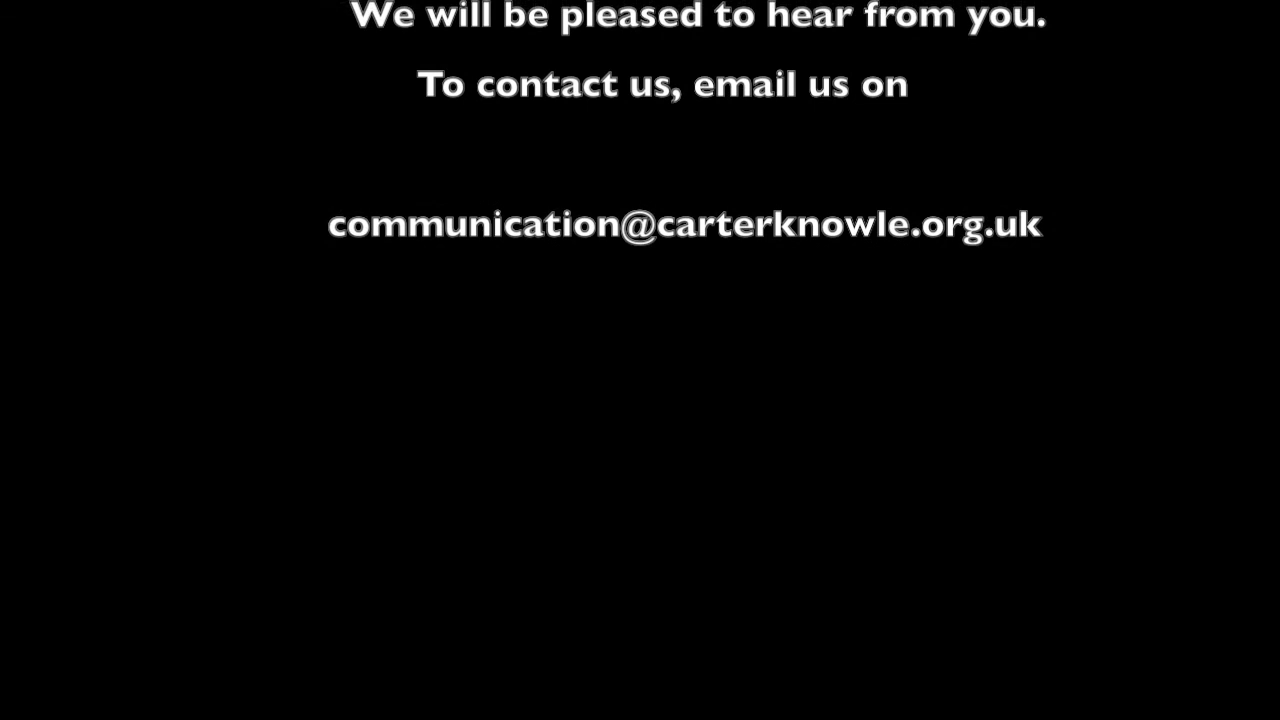 We will be pleased to hear from you.
To contact us, email us on
communication@carterknowle.org.uk